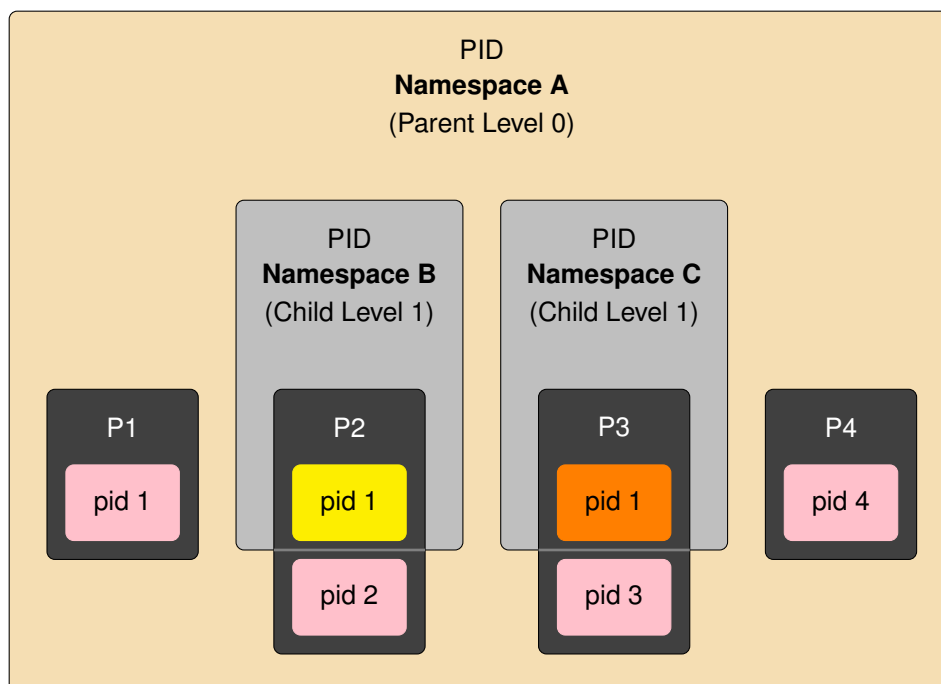 PID
Namespace A
(Parent Level 0)
PID
Namespace B
(Child Level 1)
PID
Namespace C
(Child Level 1)
P1
P2
P3
P4
pid 1
pid 1
pid 1
pid 4
pid 2
pid 3